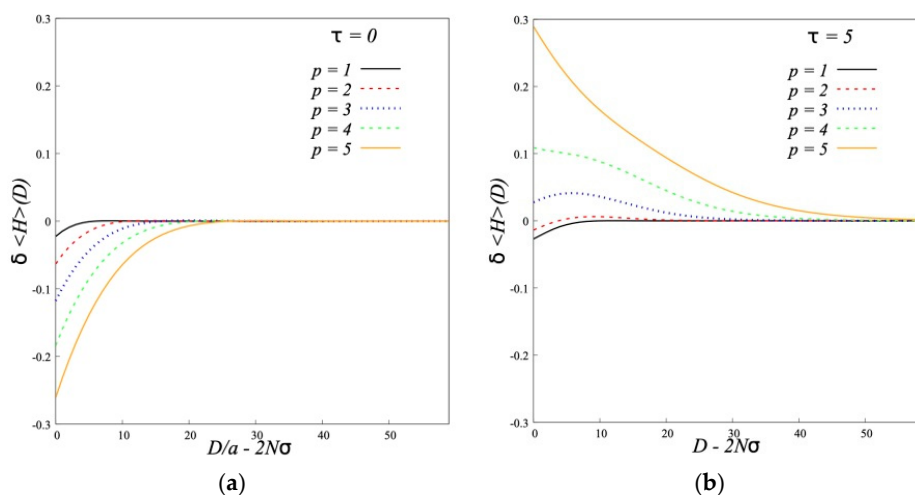 τ = 0
p = 1
p = 2
p = 3
p = 4
p = 5
0.3
0.2
0.1
0
-0.1
-0.2
-0.3
δ <H>(D)
0 10 20 30 40 50
D/a - 2Nσ
(a)
τ = 5
p = 1
p = 2
p = 3
p = 4
p = 5
0.3
0.2
0.1
0
-0.1
-0.2
-0.3
δ <H>(D)
0 10 20 30 40 50
D - 2Nσ
(b)